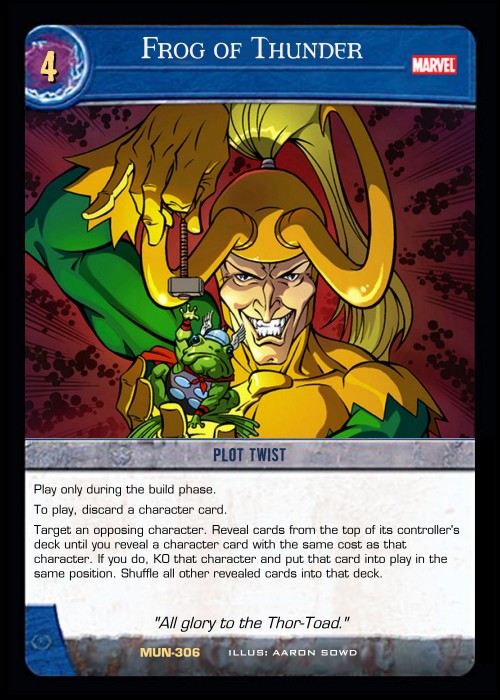 4
Frog of Thunder
MARVEL
PLOT TWIST
Play only during the build phase.
To play, discard a character card.
Target an opposing character. Reveal cards from the top of its controller's
deck until you reveal a character card with the same cost as that
character. If you do, KO that character and put that card into play in the
same position. Shuffle all other revealed cards into that deck.
"All glory to the Thor-Toad."
MUN-306 ILLUS: AARON SOWD